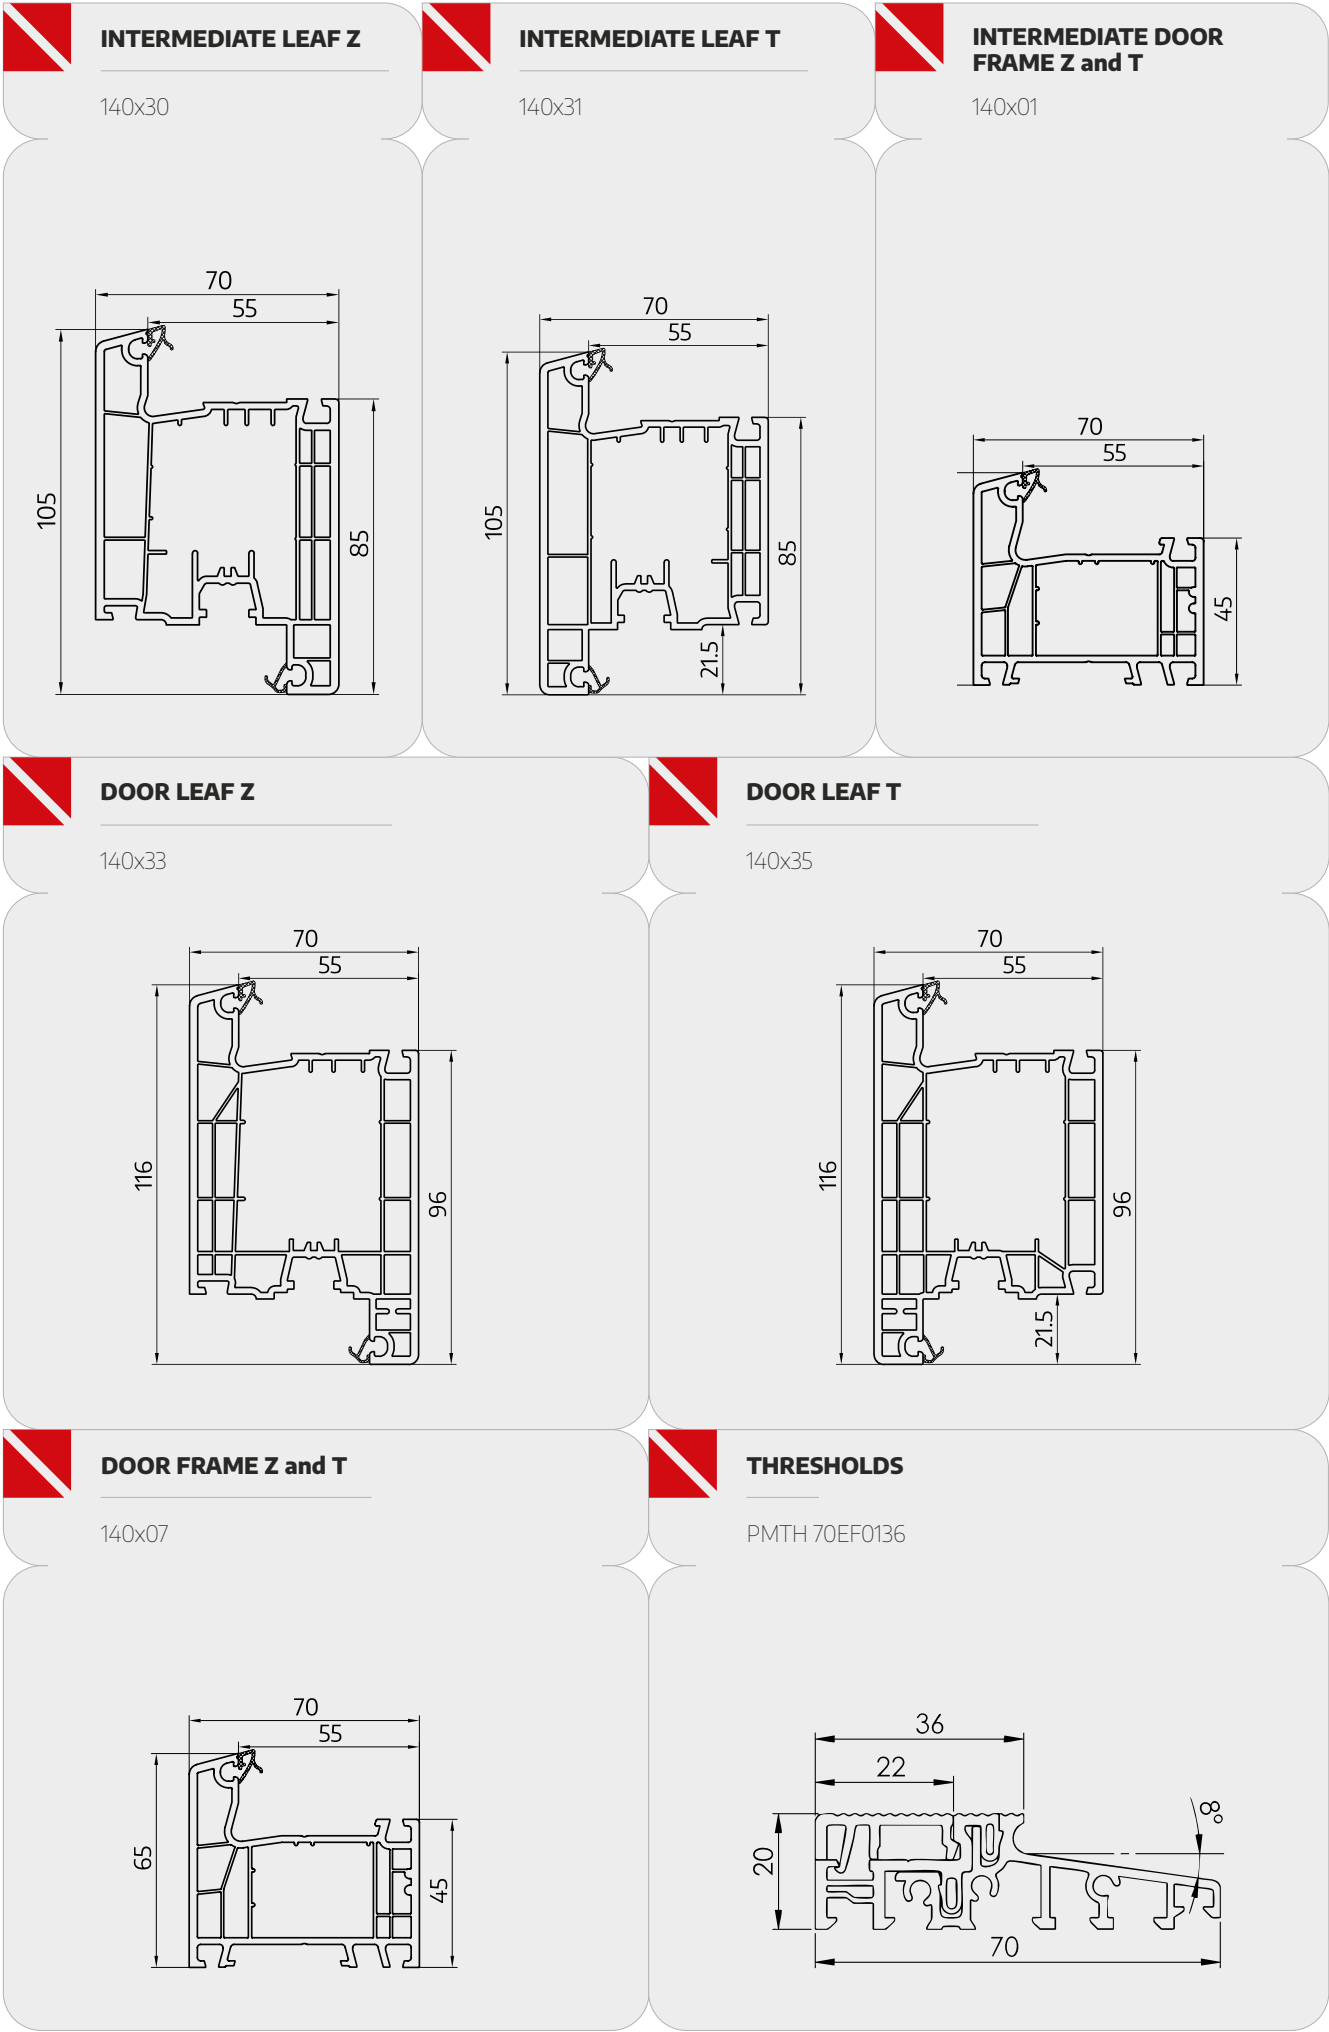 INTERMEDIATE LEAF Z
140x30
70
55
105
85
INTERMEDIATE LEAF T
140x31
70
55
105
85
21.5
INTERMEDIATE DOOR
FRAME Z and T
140x01
70
55
45
DOOR LEAF Z
140x33
70
55
116
96
DOOR LEAF T
140x35
70
55
116
96
21.5
DOOR FRAME Z and T
140x07
70
55
65
45
THRESHOLDS
PMTH 70EF0136
36
22
20
8°
70